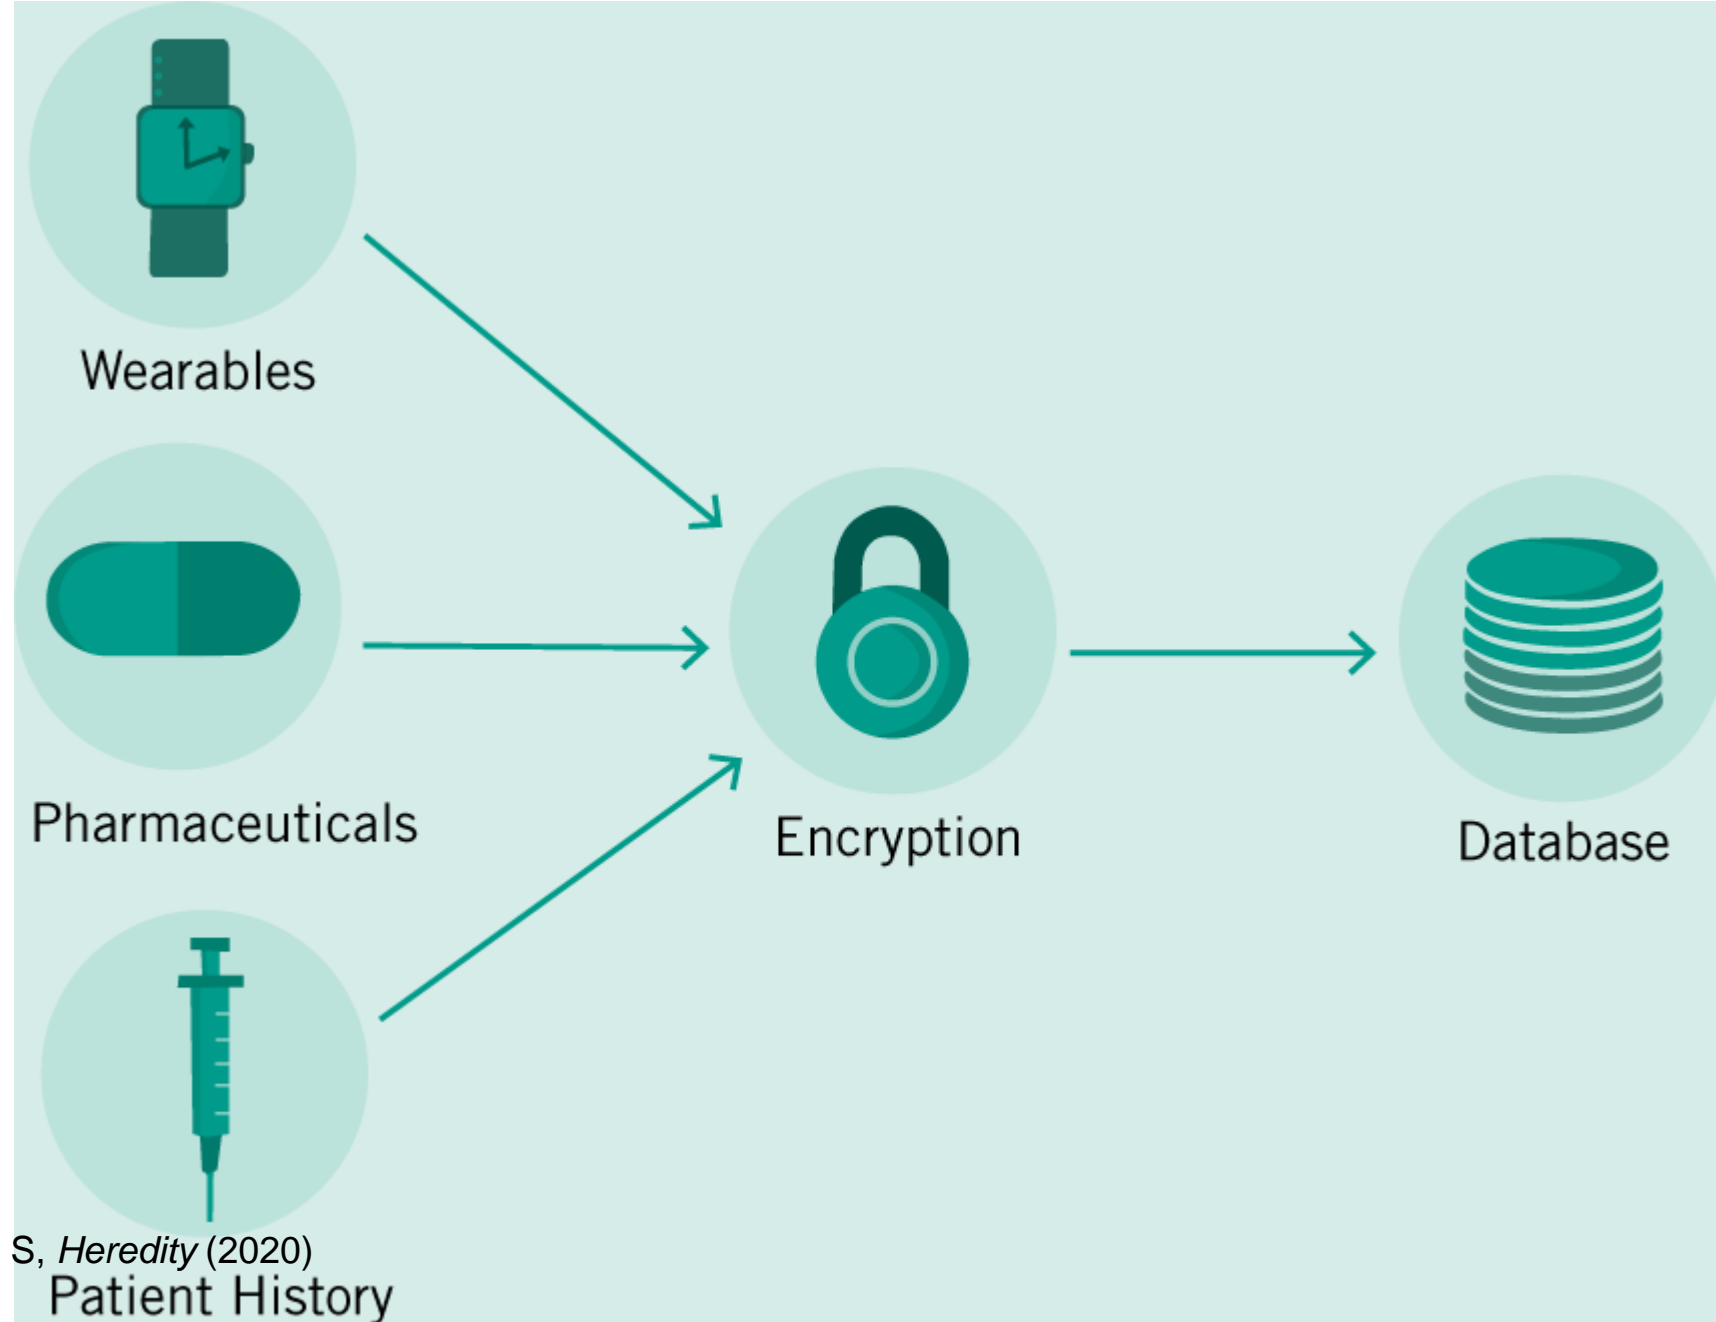 Wearables
Pharmaceuticals
Encryption
Database
S, Heredity (2020)
Patient History